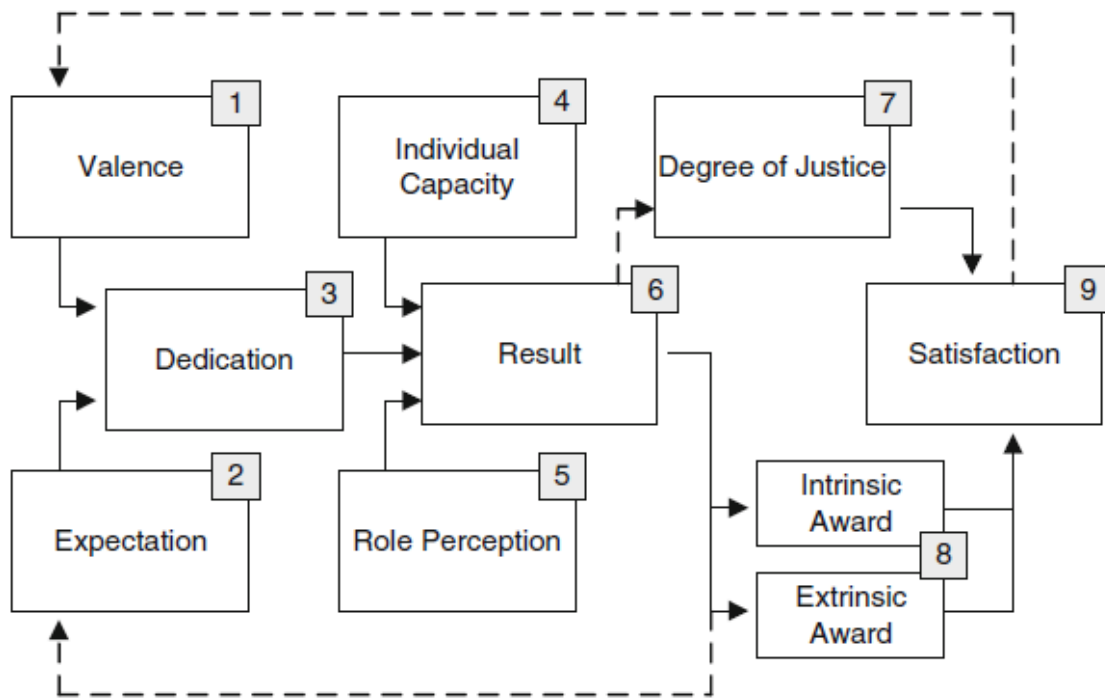 1
Valence
4
Individual
Capacity
7
Degree of Justice
3
Dedication
6
Result
9
Satisfaction
2
Expectation
5
Role Perception
Intrinsic
Award
8
Extrinsic
Award